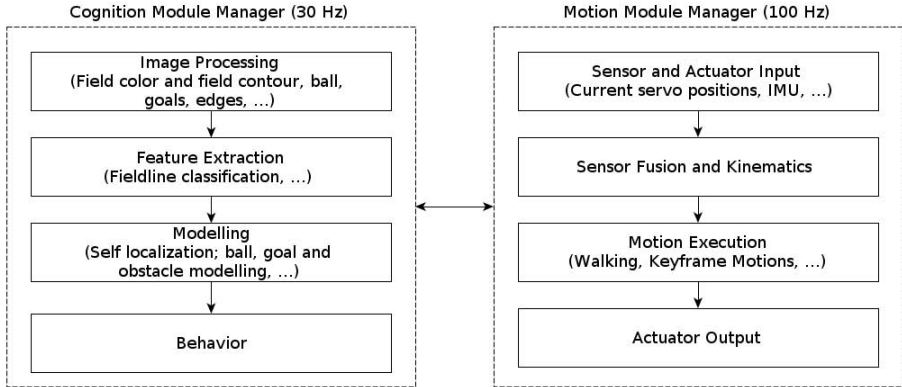 Cognition Module Manager (30 Hz)
Image Processing
(Field color and field contour, ball,
goals, edges, ...)
Feature Extraction
(Fieldline classification, ...)
Modelling
(Self localization; ball, goal and
obstacle modelling, ...)
Behavior
Motion Module Manager (100 Hz)
Sensor and Actuator Input
(Current servo positions, IMU, ...)
Sensor Fusion and Kinematics
Motion Execution
(Walking, Keyframe Motions, ...)
Actuator Output